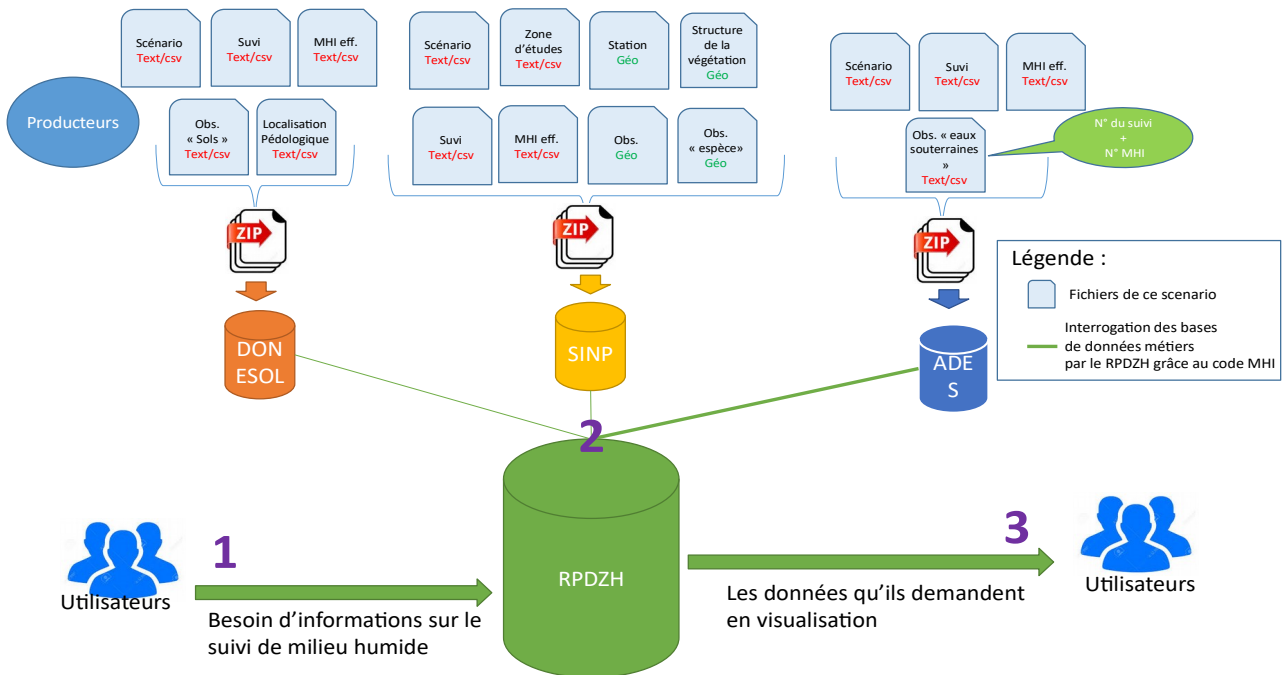 Producteurs
Scénario
Text/csv
Suvi
Text/csv
MHI eff.
Text/csv
Obs.
« Sols »
Text/csv
Localisation
Pédologique
Text/csv
Scénario
Text/csv
Zone
d'études
Text/csv
Station
Géo
Structure
de la
végétation
Géo
Suvi
Text/csv
MHI eff.
Text/csv
Obs.
Géo
Obs.
« espèce»
Géo
Scénario
Text/csv
Suvi
Text/csv
MHI eff.
Text/csv
Obs. « eaux
souterraines
»
Text/csv
N° du suivi
+
N° MHI
ZIP
ZIP
ZIP
DON
ESOL
SINP
ADE
S
Légende :
Fichiers de ce scenario
Interrogation des bases
de données métiers
par le RPDZH grâce au code MHI
2
1
3
Utilisateurs
RPDZH
Utilisateurs
Besoin d'informations sur le
suivi de milieu humide
Les données qu'ils demandent
en visualisation